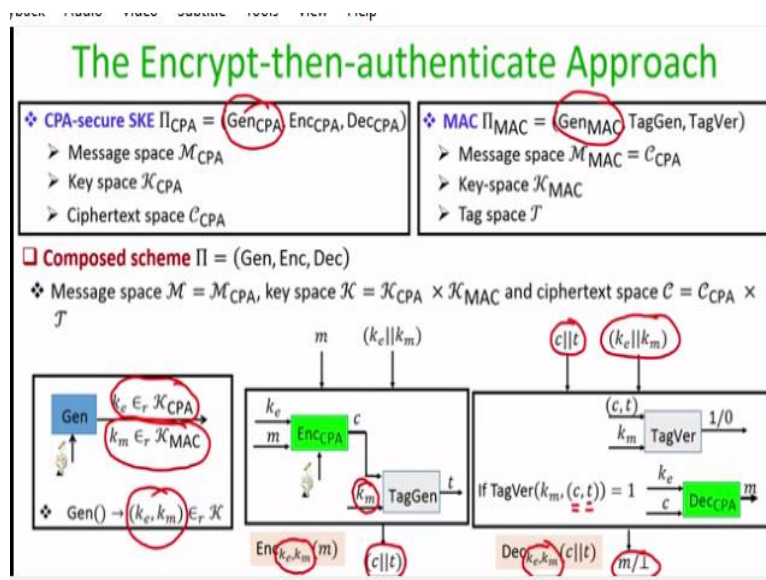 The Encrypt-then-authenticate Approach
❖ CPA-secure SKE Π_CPA = (Gen_CPA, Enc_CPA, Dec_CPA)
➢ Message space ℳ_CPA
➢ Key space 𝒦_CPA
➢ Ciphertext space 𝒞_CPA
❖ MAC Π_MAC = (Gen_MAC, TagGen, TagVer)
➢ Message space ℳ_MAC = 𝒞_CPA
➢ Key-space 𝒦_MAC
➢ Tag space 𝒯
❑ Composed scheme Π = (Gen, Enc, Dec)
❖ Message space ℳ = ℳ_CPA, key space 𝒦 = 𝒦_CPA × 𝒦_MAC and ciphertext space 𝒞 = 𝒞_CPA ×
𝒯
Gen
k_e ∈_r 𝒦_CPA
k_m ∈_r 𝒦_MAC
❖ Gen() → (k_e, k_m) ∈_r 𝒦
m (k_e||k_m)
k_e
m Enc_CPA c
k_m TagGen t
Enc_{k_e,k_m}(m) (c||t)
c||t (k_e||k_m)
(c, t)
k_m TagVer 1/0
If TagVer(k_m, (c, t)) = 1
k_e
c Dec_CPA m
Dec_{k_e,k_m}(c||t) m/⊥